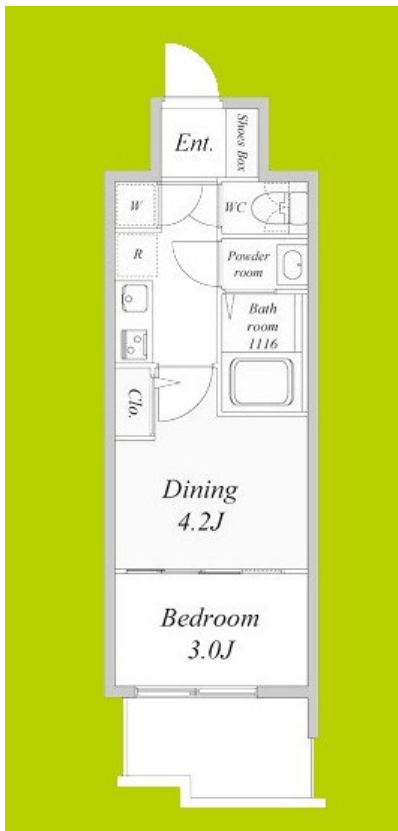 Ent.
Shoes Box
W
WC
R
Powder
room
Bath
room
1116
Clo.
Dining
4.2J
Bedroom
3.0J